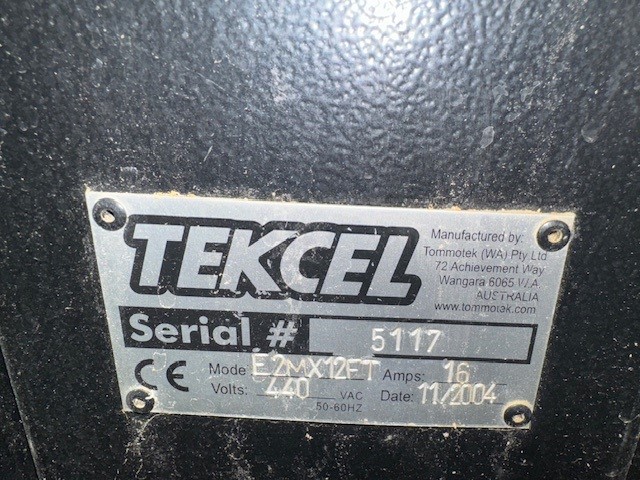 TEKCEL
Manufactured by:
Tommotek (WA) Pty Ltd
72 Achievement Way
Wangara 6065 W.A
AUSTRALIA
www.tommotek.com
Serial # 5117
CE Mode E2MX12FT Amps: 16
Volts: 440 VAC 50-60HZ Date: 11/2004